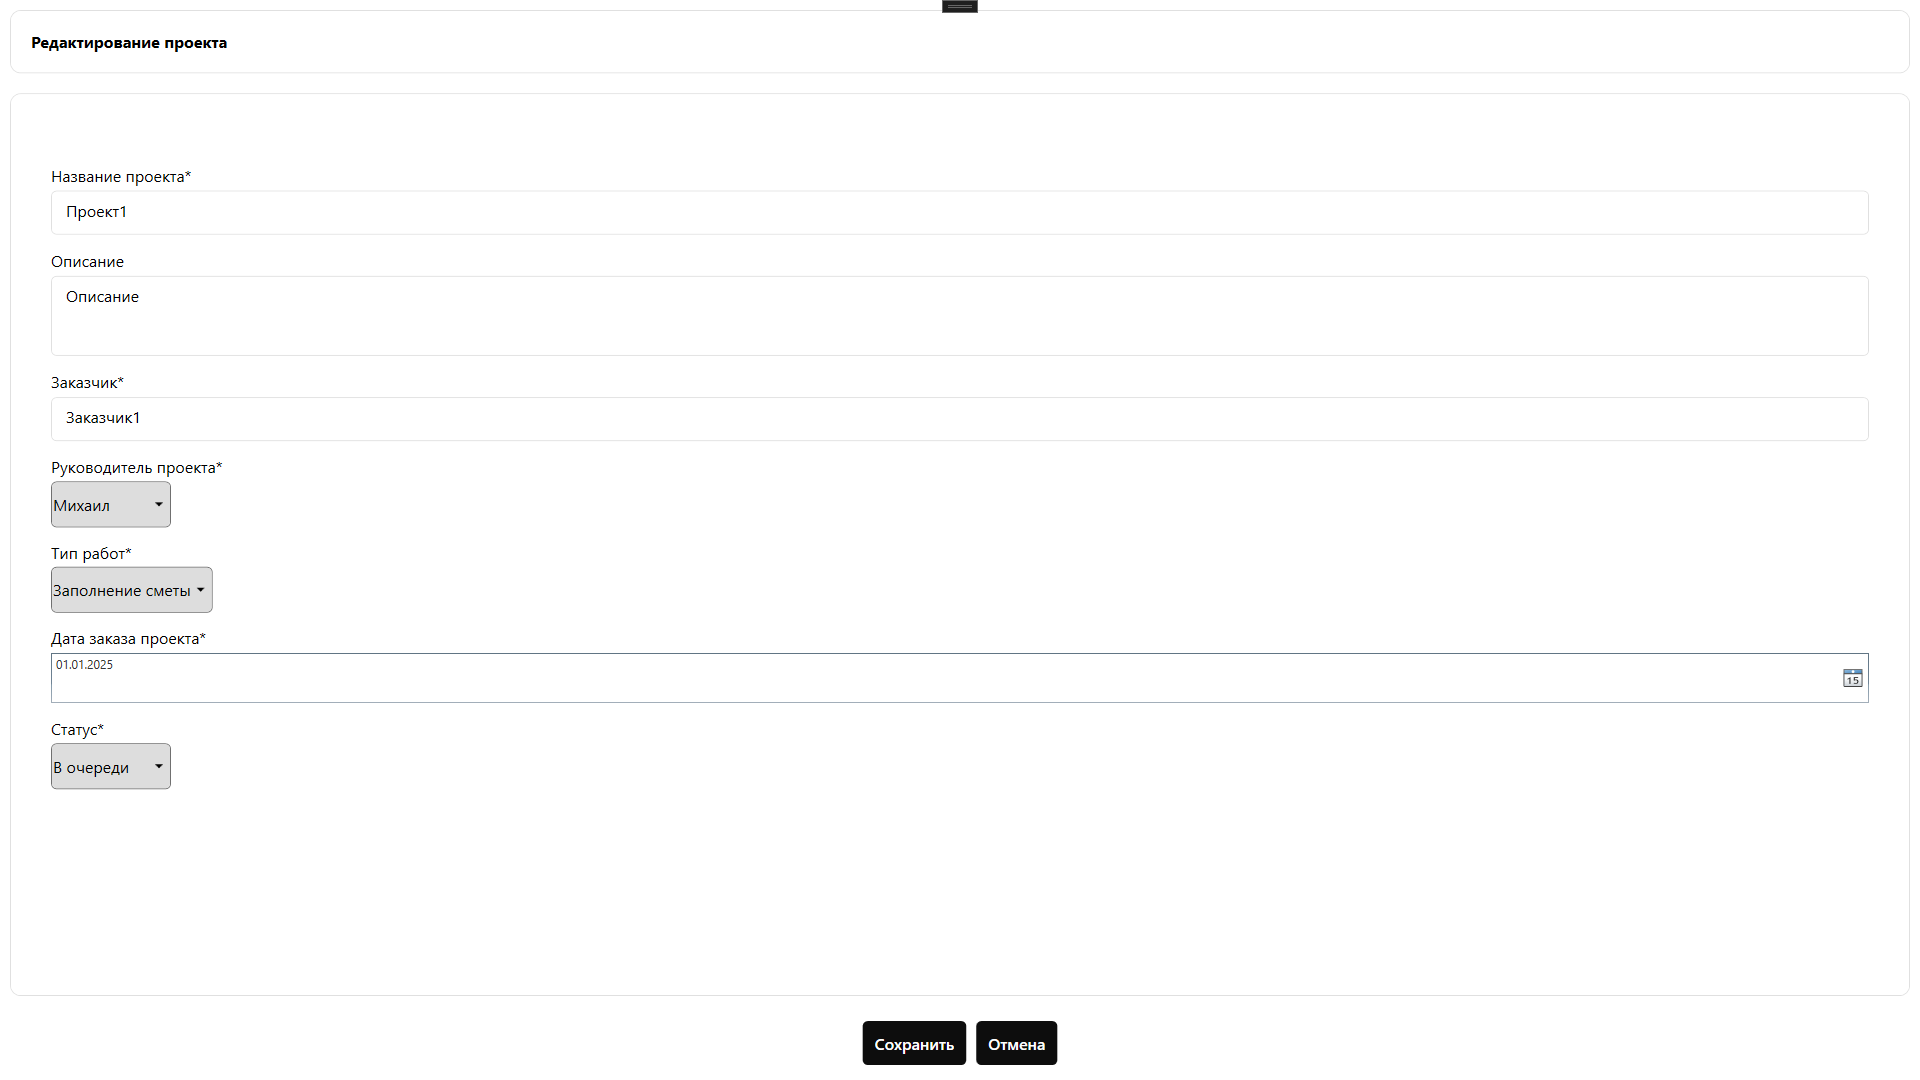 Редактирование проекта
Название проекта*
Проект1
Описание
Описание
Заказчик*
Заказчик1
Руководитель проекта*
Михаил
Тип работ*
Заполнение сметы
Дата заказа проекта*
01.01.2025
15
Статус*
В очереди
Сохранить Отмена